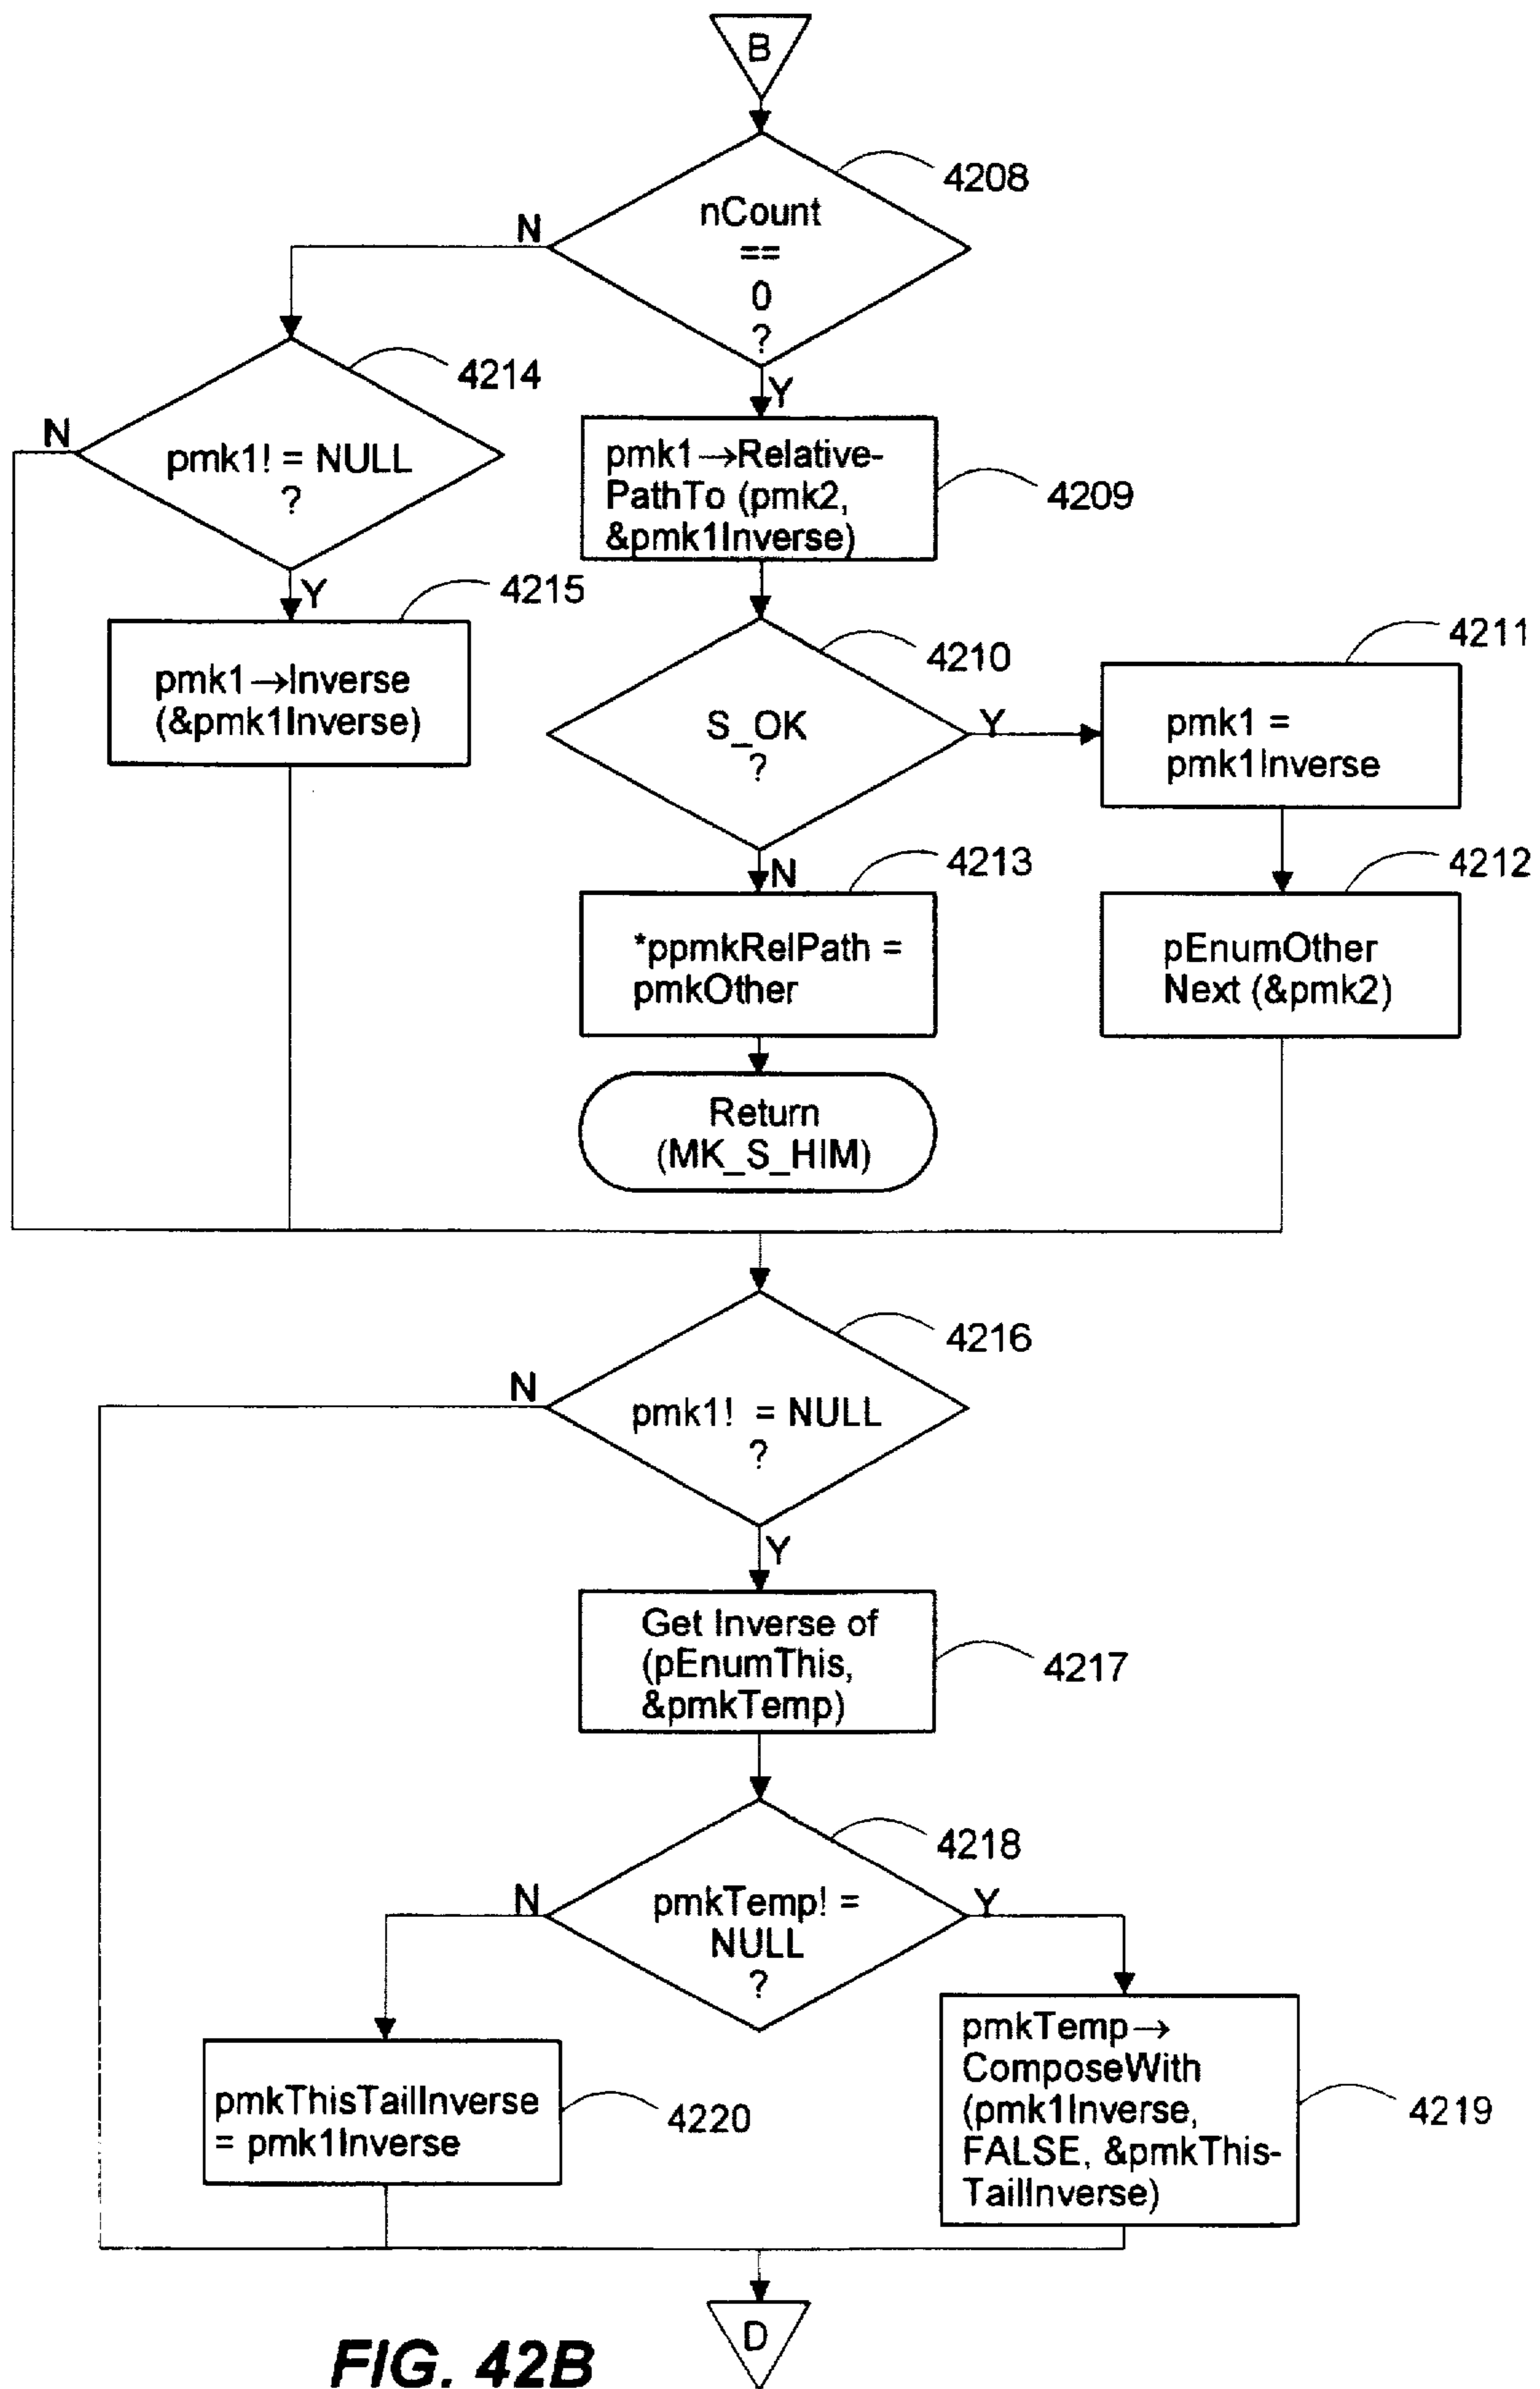 B
4208
nCount
==
0
?
N
Y
4214
pmk1! = NULL
?
N
Y
pmk1→Relative-
PathTo (pmk2,
&pmk1Inverse)
4209
4215
pmk1→Inverse
(&pmk1Inverse)
4210
S_OK
?
Y
N
4211
pmk1 =
pmk1Inverse
4213
*ppmkRelPath =
pmkOther
4212
pEnumOther
Next (&pmk2)
Return
(MK_S_HIM)
4216
N
pmk1! = NULL
?
Y
Get Inverse of
(pEnumThis,
&pmkTemp)
4217
4218
N
pmkTemp! =
NULL
?
Y
pmkThisTailInverse
= pmk1Inverse
4220
pmkTemp→
ComposeWith
(pmk1Inverse,
FALSE, &pmkThis-
TailInverse)
4219
D
FIG. 42B